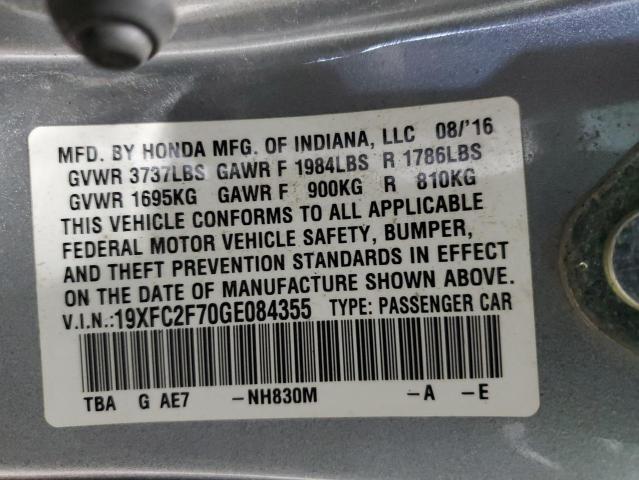 MFD. BY HONDA MFG. OF INDIANA, LLC 08/'16
GVWR 3737LBS GAWR F 1984LBS R 1786LBS
GVWR 1695KG GAWR F 900KG R 810KG
THIS VEHICLE CONFORMS TO ALL APPLICABLE
FEDERAL MOTOR VEHICLE SAFETY, BUMPER,
AND THEFT PREVENTION STANDARDS IN EFFECT
ON THE DATE OF MANUFACTURE SHOWN ABOVE.
V.I.N.:19XFC2F70GE084355 TYPE: PASSENGER CAR
TBA G AE7 -NH830M -A -E